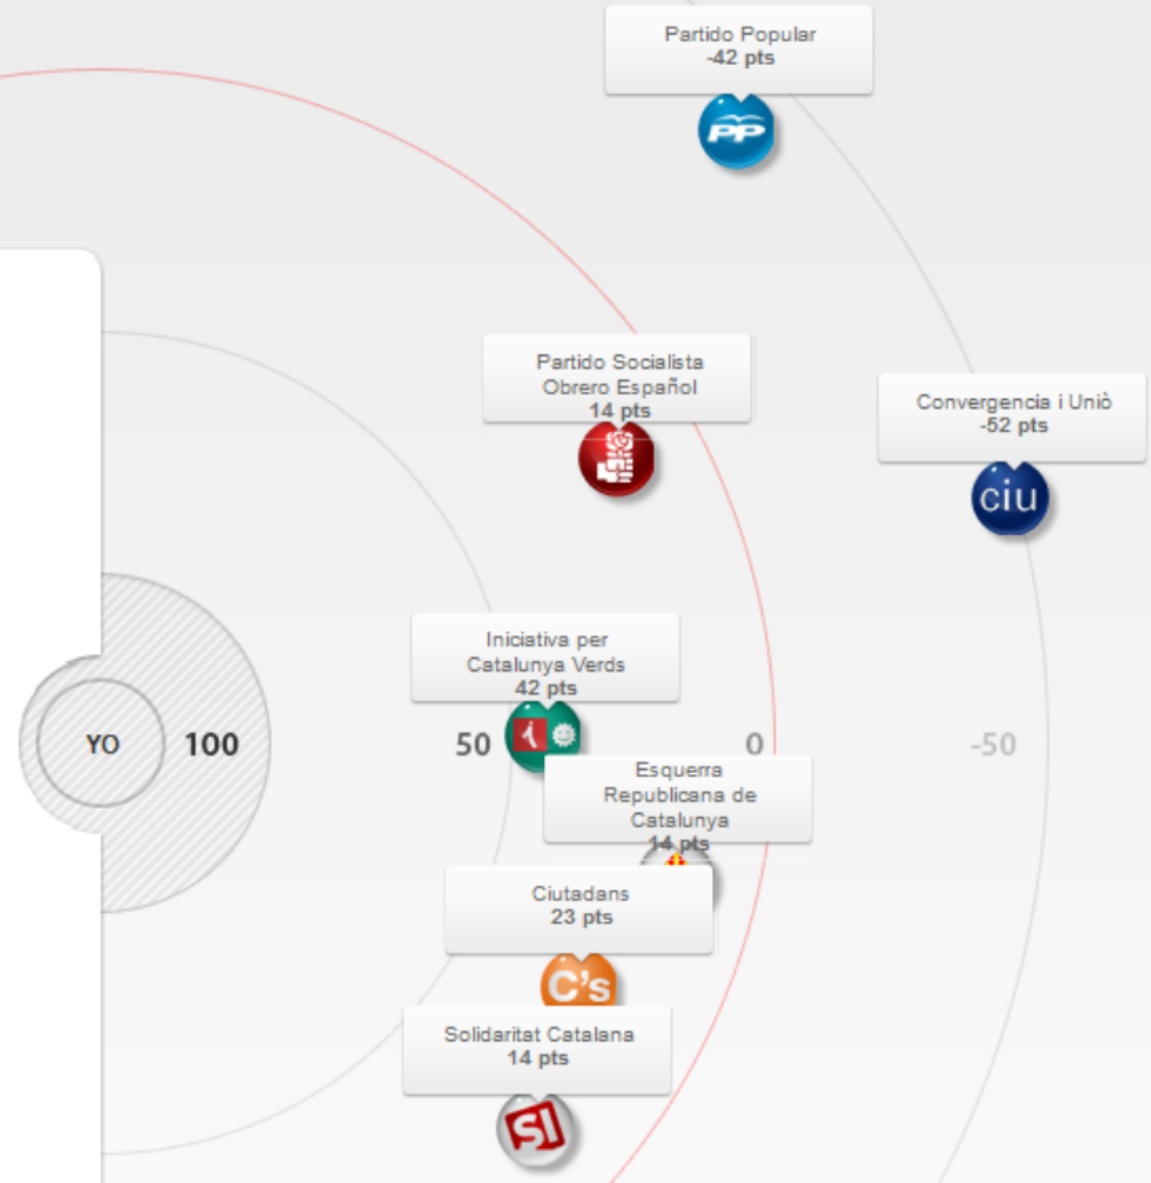 Partido Popular
-42 pts
PP
Partido Socialista
Obrero Español
14 pts
Convergencia i Uniò
-52 pts
ciu
Iniciativa per
Catalunya Verds
42 pts
i
YO
100
50
0
-50
Esquerra
Republicana de
Catalunya
14 pts
Ciutadans
23 pts
C's
Solidaritat Catalana
14 pts
SI